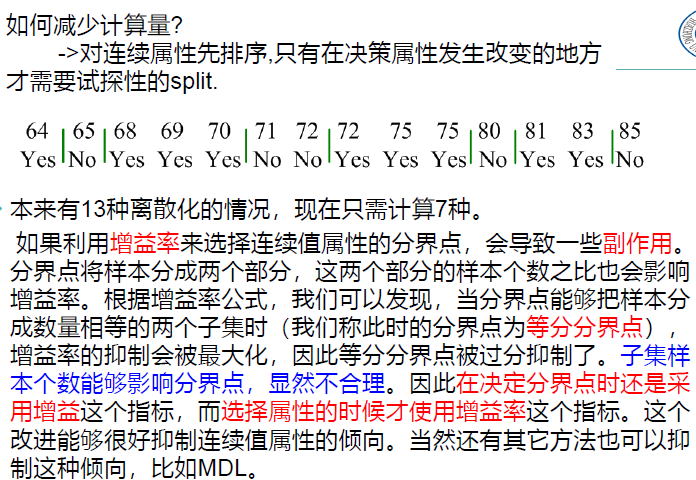 如何减少计算量?
->对连续属性先排序,只有在决策属性发生改变的地方
才需要试探性的split.
64 65 68 69 70 71 72 72 75 75 80 81 83 85
Yes No Yes Yes Yes No No Yes Yes Yes No Yes Yes No
本来有13种离散化的情况，现在只需计算7种。
如果利用增益率来选择连续值属性的分界点，会导致一些副作用。
分界点将样本分成两个部分，这两个部分的样本个数之比也会影响
增益率。根据增益率公式，我们可以发现，当分界点能够把样本分
成数量相等的两个子集时（我们称此时的分界点为等分分界点），
增益率的抑制会被最大化，因此等分分界点被过分抑制了。子集样
本个数能够影响分界点，显然不合理。因此在决定分界点时还是采
用增益这个指标，而选择属性的时候才使用增益率这个指标。这个
改进能够很好抑制连续值属性的倾向。当然还有其它方法也可以抑
制这种倾向，比如MDL。